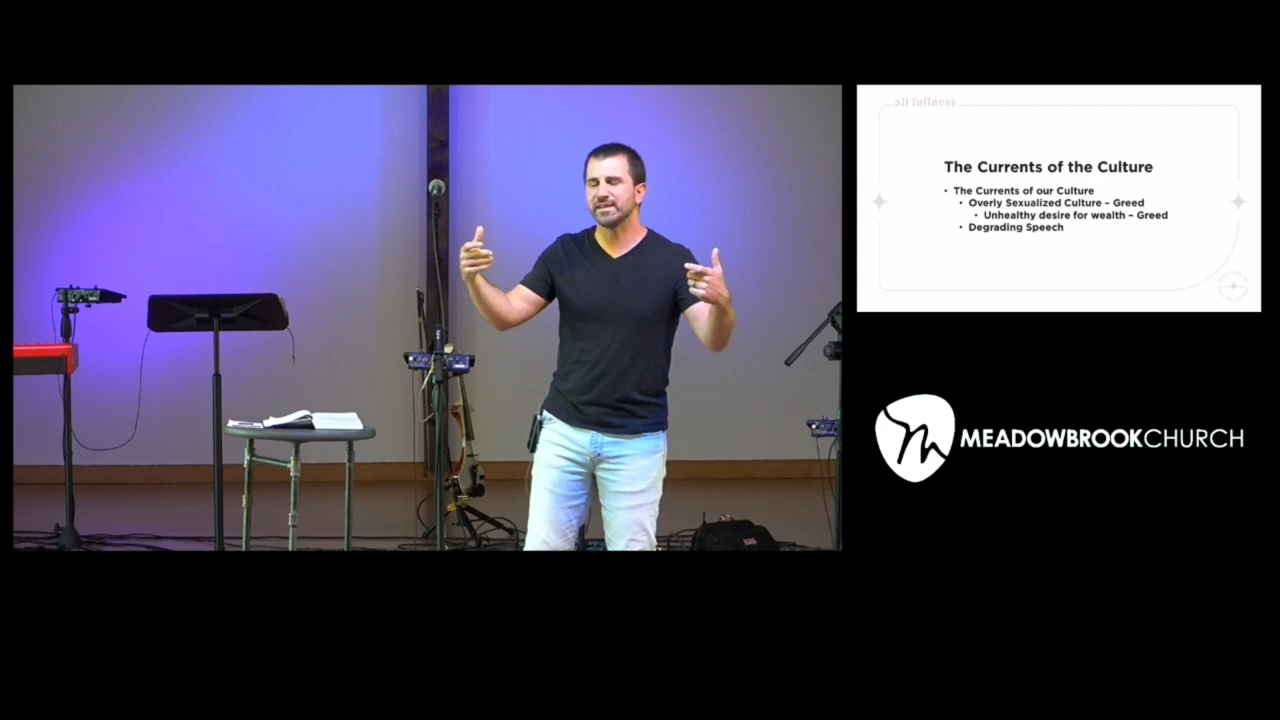 all fullness
The Currents of the Culture
• The Currents of our Culture
• Overly Sexualized Culture – Greed
• Unhealthy desire for wealth – Greed
• Degrading Speech
MEADOWBROOKCHURCH